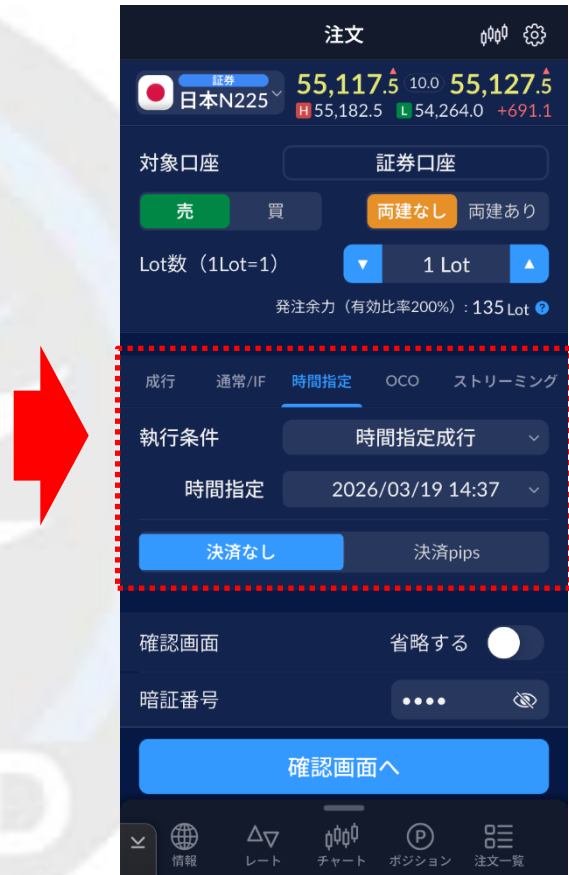 注文
証券
日本N225
55,117.5 10.0 55,127.5
H 55,182.5 L 54,264.0 +691.1
対象口座 証券口座
売 買 両建なし 両建あり
Lot数（1Lot=1） 1 Lot
発注余力（有効比率200%）: 135 Lot ?
成行 通常/IF 時間指定 OCO ストリーミング
執行条件 時間指定成行
時間指定 2026/03/19 14:37
決済なし 決済pips
確認画面 省略する
暗証番号 ••••
確認画面へ
情報 レート チャート P ポジション 注文一覧